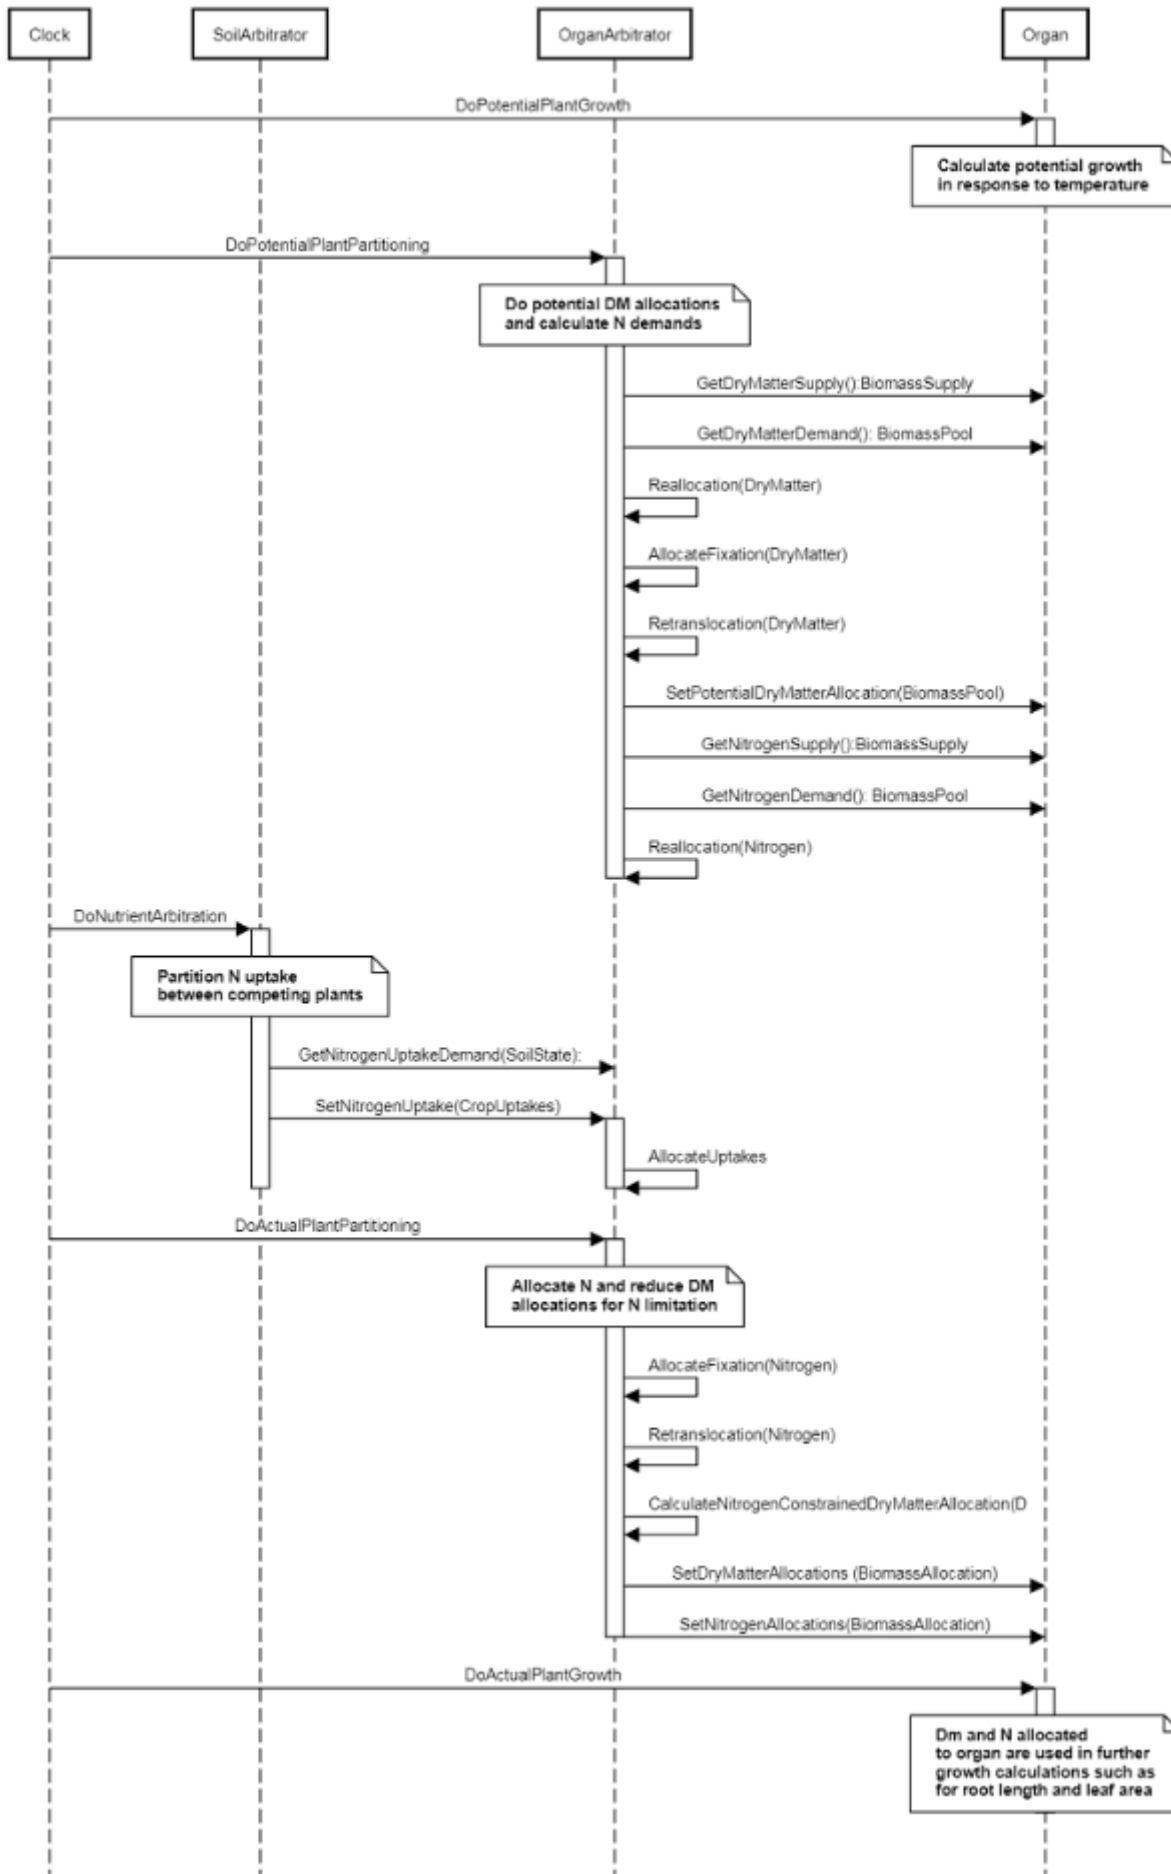 Clock
SoilArbitrator
OrganArbitrator
Organ
DoPotentialPlantGrowth
Calculate potential growth
in response to temperature
DoPotentialPlantPartitioning
Do potential DM allocations
and calculate N demands
GetDryMatterSupply():BiomassSupply
GetDryMatterDemand(): BiomassPool
Reallocation(DryMatter)
AllocateFixation(DryMatter)
Retranslocation(DryMatter)
SetPotentialDryMatterAllocation(BiomassPool)
GetNitrogenSupply():BiomassSupply
GetNitrogenDemand(): BiomassPool
Reallocation(Nitrogen)
DoNutrientArbitration
Partition N uptake
between competing plants
GetNitrogenUptakeDemand(SoilState):
SetNitrogenUptake(CropUptakes)
AllocateUptakes
DoActualPlantPartitioning
Allocate N and reduce DM
allocations for N limitation
AllocateFixation(Nitrogen)
Retranslocation(Nitrogen)
CalculateNitrogenConstrainedDryMatterAllocation(D
SetDryMatterAllocations (BiomassAllocation)
SetNitrogenAllocations(BiomassAllocation)
DoActualPlantGrowth
Dm and N allocated
to organ are used in further
growth calculations such as
for root length and leaf area